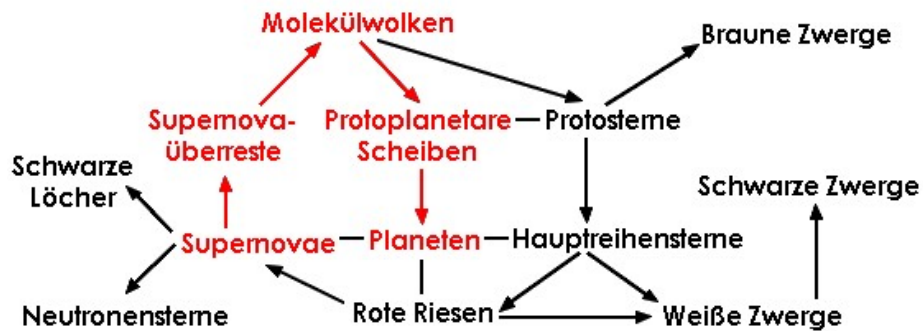 Molekülwolken
Braune Zwerge
Supernova-
überreste
Protoplanetare
Scheiben
Protosterne
Schwarze
Löcher
Schwarze Zwerge
Supernovae
Planeten
Hauptreihensterne
Neutronensterne
Rote Riesen
Weiße Zwerge